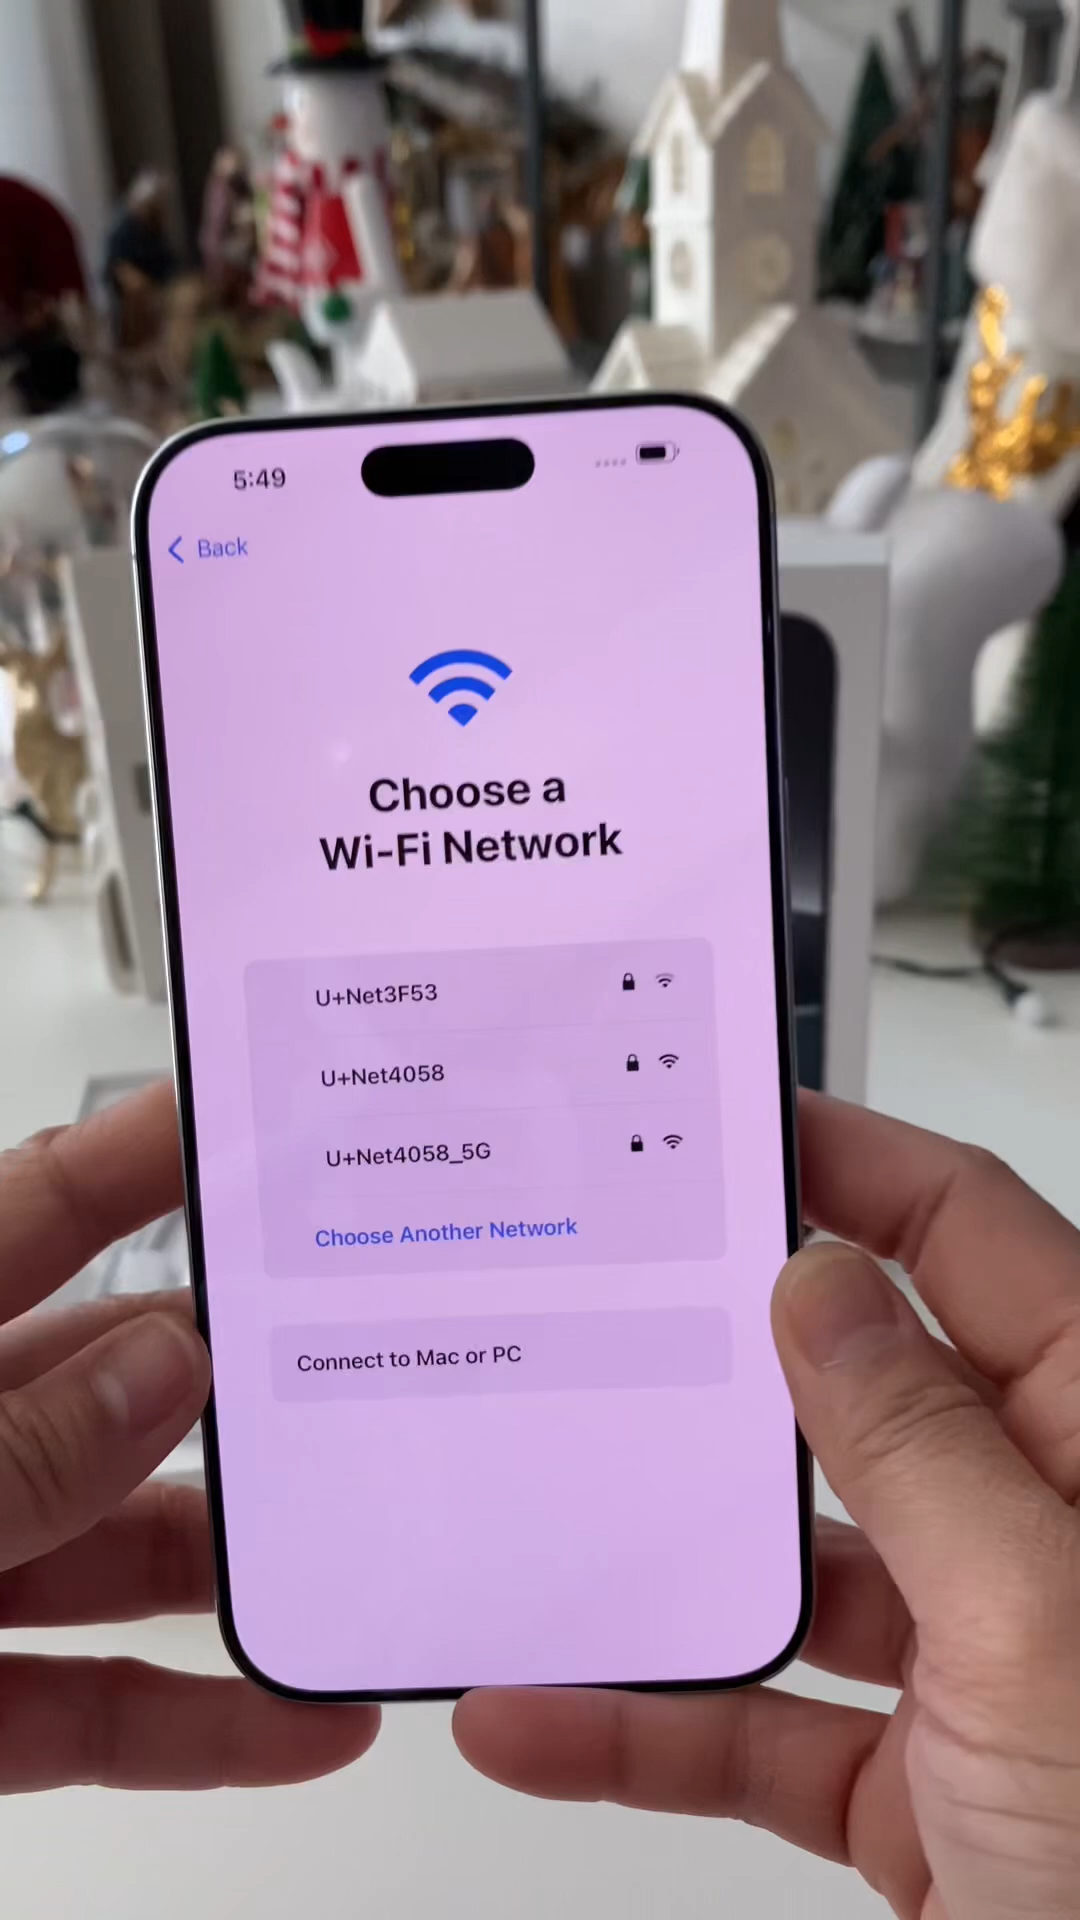 5:49
Back
Choose a
Wi-Fi Network
U+Net3F53
U+Net4058
U+Net4058_5G
Choose Another Network
Connect to Mac or PC